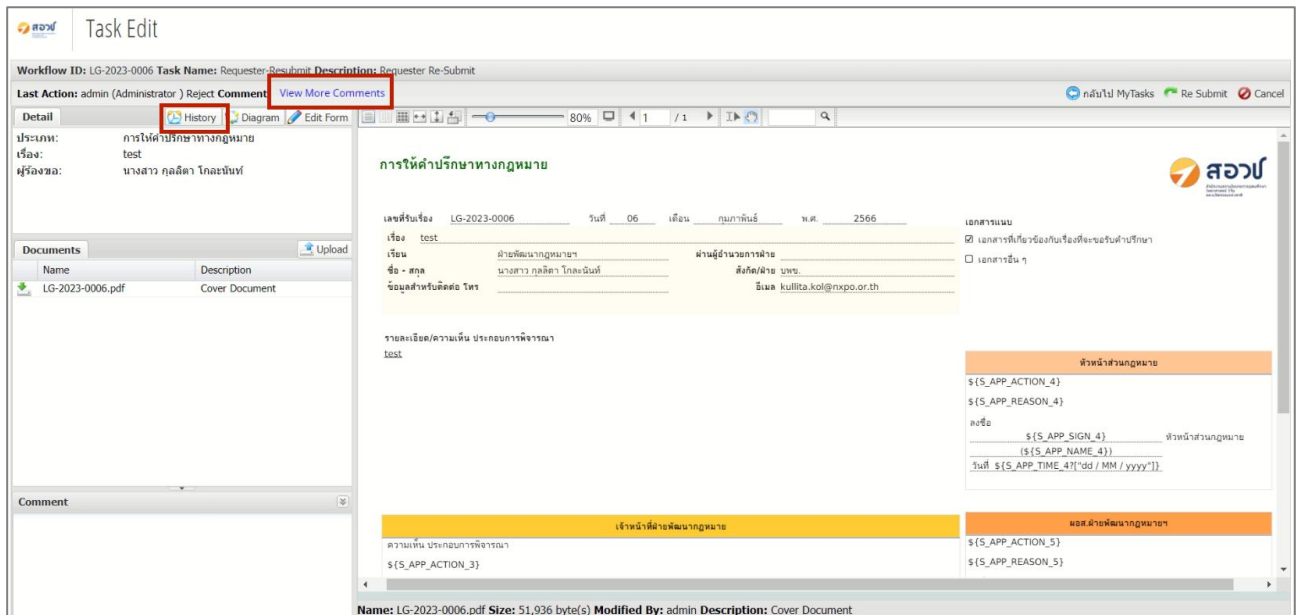 สอวช
Task Edit
Workflow ID: LG-2023-0006 Task Name: Requester-Resubmit Description: Requester Re-Submit
Last Action: admin (Administrator ) Reject Comment View More Comments
กลับไป MyTasks Re Submit Cancel
Detail History Diagram Edit Form
80% 1 / 1
ประเภท: การให้คำปรึกษาทางกฎหมาย
เรื่อง: test
ผู้ร้องขอ: นางสาว กุลลิตา โกละนันท์
Documents Upload
Name Description
LG-2023-0006.pdf Cover Document
Comment
การให้คำปรึกษาทางกฎหมาย
สอวช
เลขที่รับเรื่อง LG-2023-0006 วันที่ 06 เดือน กุมภาพันธ์ พ.ศ. 2566
เรื่อง test
เรียน ฝ่ายพัฒนากฎหมายฯ ผ่านผู้อำนวยการฝ่าย
ชื่อ - สกุล นางสาว กุลลิตา โกละนันท์ สังกัด/ฝ่าย บพข.
ข้อมูลสำหรับติดต่อ โทร อีเมล kullita.kol@nxpo.or.th
เอกสารแนบ
เอกสารที่เกี่ยวข้องกับเรื่องที่จะขอรับคำปรึกษา
เอกสารอื่น ๆ
รายละเอียด/ความเห็น ประกอบการพิจารณา
test
หัวหน้าส่วนกฎหมาย
${S_APP_ACTION_4}
${S_APP_REASON_4}
ลงชื่อ
${S_APP_SIGN_4} หัวหน้าส่วนกฎหมาย
(${S_APP_NAME_4})
วันที่ ${S_APP_TIME_4?["dd / MM / yyyy"]}
เจ้าหน้าที่ฝ่ายพัฒนากฎหมาย
ความเห็น ประกอบการพิจารณา
${S_APP_ACTION_3}
ผอส.ฝ่ายพัฒนากฎหมายฯ
${S_APP_ACTION_5}
${S_APP_REASON_5}
Name: LG-2023-0006.pdf Size: 51,936 byte(s) Modified By: admin Description: Cover Document